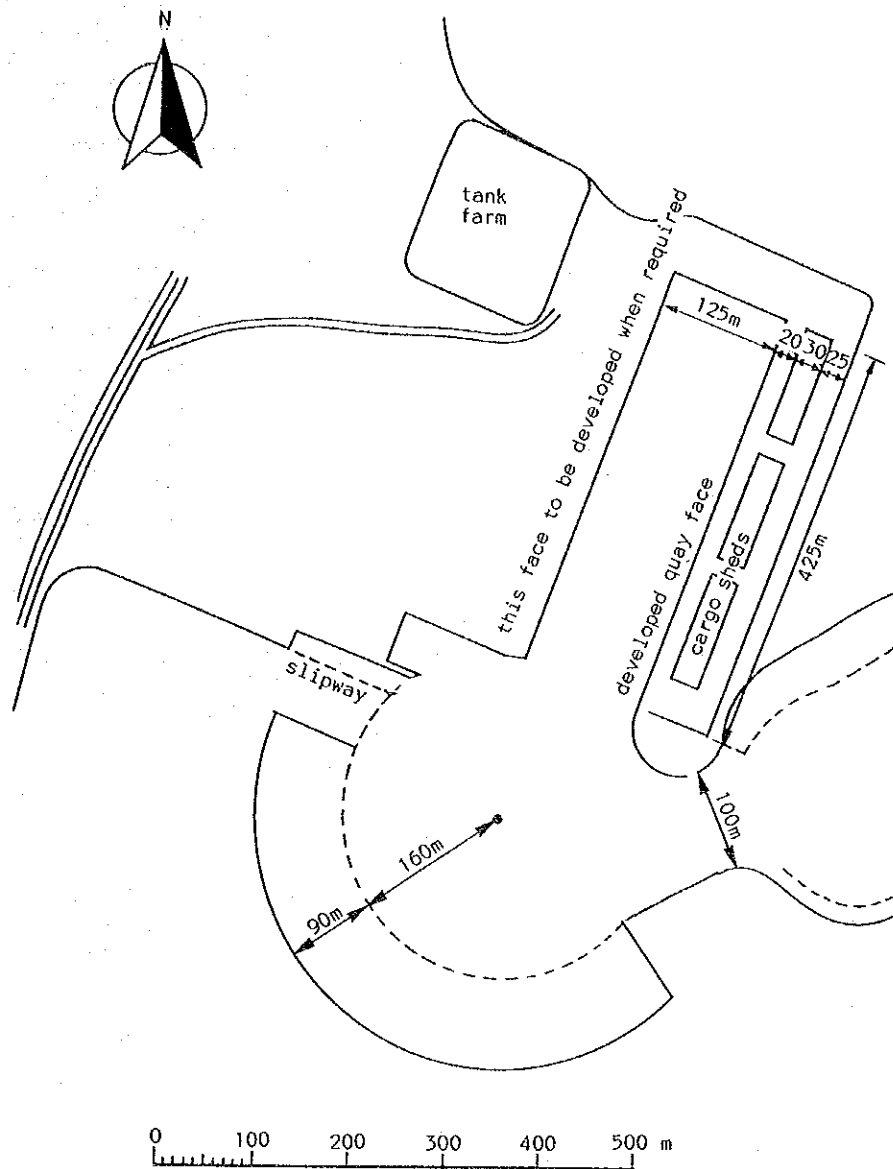 N
tank
farm
this face to be developed when required
125m
20
30
25
developed quay face
cargo sheds
425m
slipway
100m
160m
90m
0 100 200 300 400 500 m